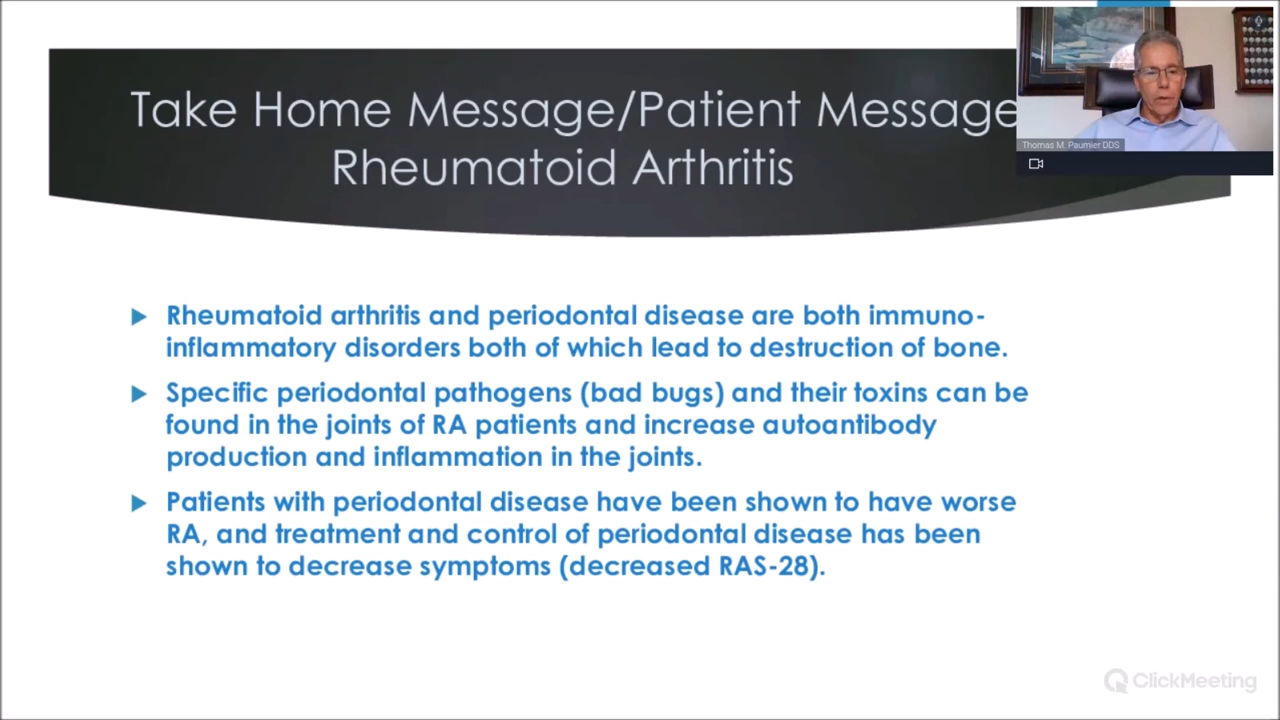 Take Home Message/Patient Message
Rheumatoid Arthritis
Thomas M. Paumier DDS
Rheumatoid arthritis and periodontal disease are both immuno-
inflammatory disorders both of which lead to destruction of bone.
Specific periodontal pathogens (bad bugs) and their toxins can be
found in the joints of RA patients and increase autoantibody
production and inflammation in the joints.
Patients with periodontal disease have been shown to have worse
RA, and treatment and control of periodontal disease has been
shown to decrease symptoms (decreased RAS-28).
ClickMeeting